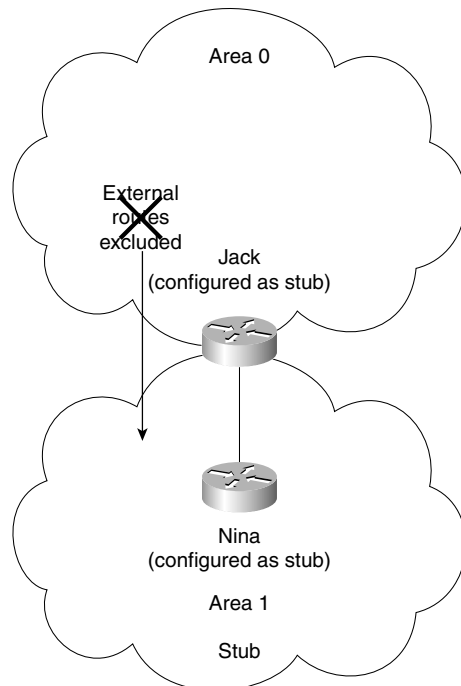 Area 0
External
routes
excluded
Jack
(configured as stub)
Nina
(configured as stub)
Area 1
Stub